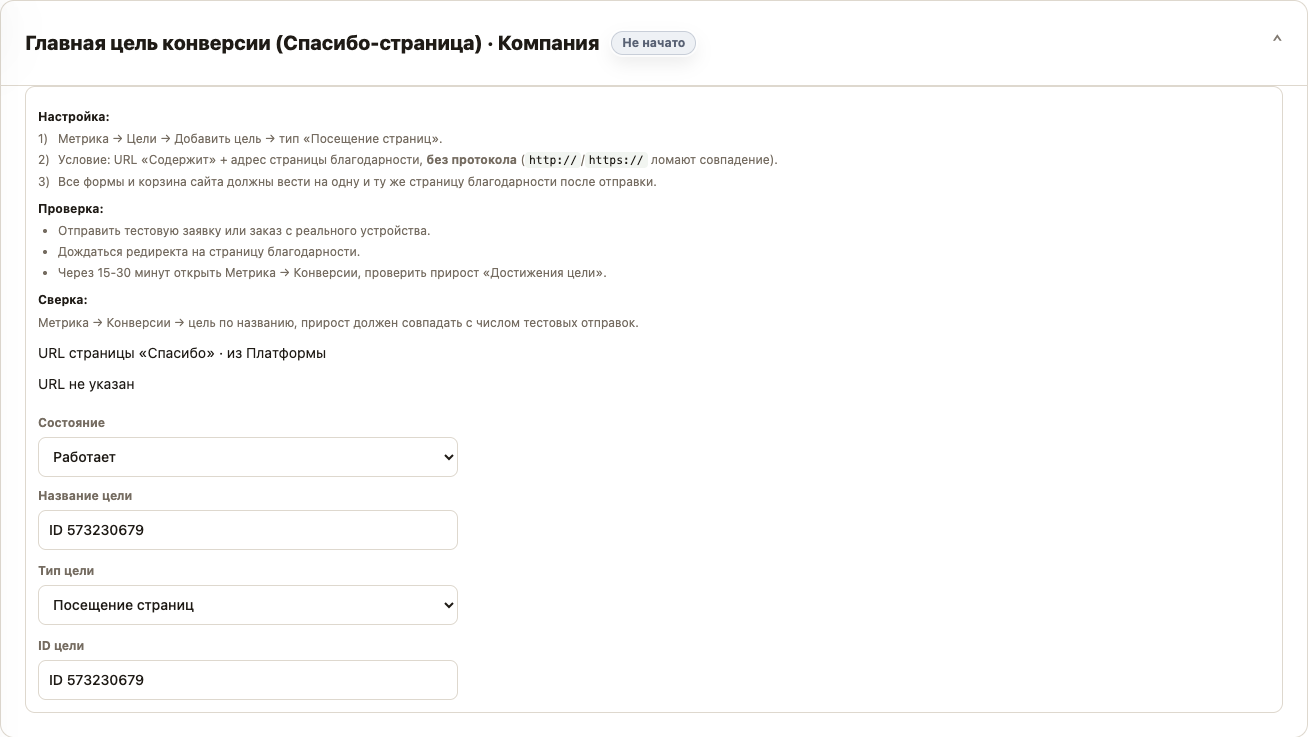 Главная цель конверсии (Спасибо-страница) · Компания Не начато
Настройка:
1) Метрика → Цели → Добавить цель → тип «Посещение страниц».
2) Условие: URL «Содержит» + адрес страницы благодарности, без протокола ( http:// / https:// ломают совпадение).
3) Все формы и корзина сайта должны вести на одну и ту же страницу благодарности после отправки.
Проверка:
• Отправить тестовую заявку или заказ с реального устройства.
• Дождаться редиректа на страницу благодарности.
• Через 15-30 минут открыть Метрика → Конверсии, проверить прирост «Достижения цели».
Сверка:
Метрика → Конверсии → цель по названию, прирост должен совпадать с числом тестовых отправок.
URL страницы «Спасибо» · из Платформы
URL не указан
Состояние
Работает
Название цели
ID 573230679
Тип цели
Посещение страниц
ID цели
ID 573230679